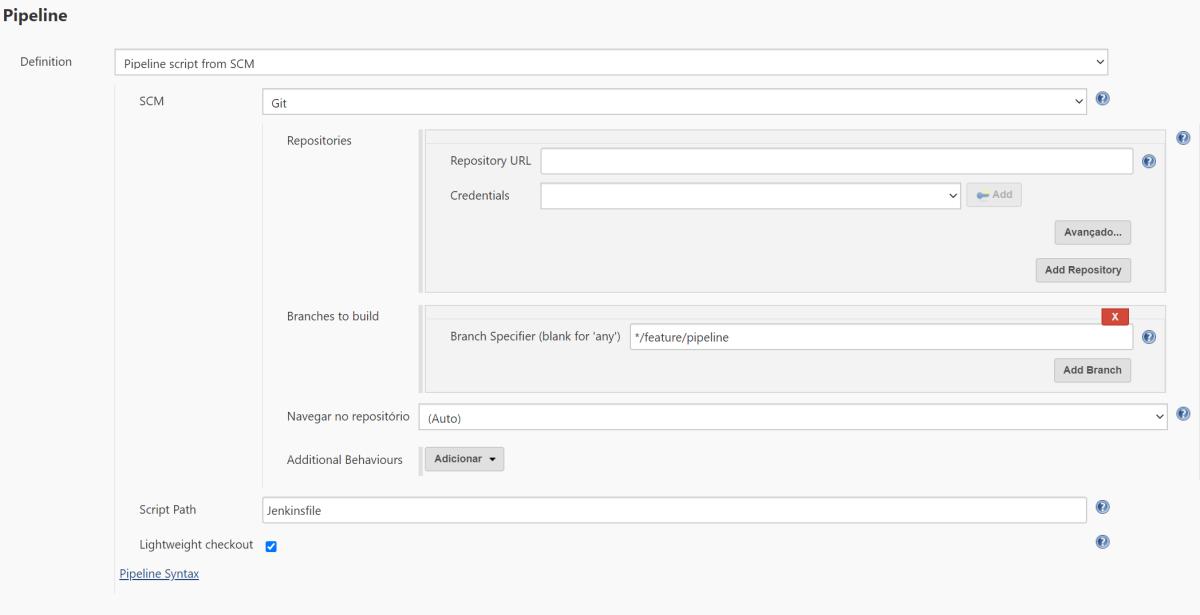 Pipeline
Definition
Pipeline script from SCM
SCM
Git
Repositories
Repository URL
Credentials
Add
Avançado...
Add Repository
Branches to build
X
Branch Specifier (blank for 'any')
*/feature/pipeline
Add Branch
Navegar no repositório
(Auto)
Additional Behaviours
Adicionar
Script Path
Jenkinsfile
Lightweight checkout
Pipeline Syntax